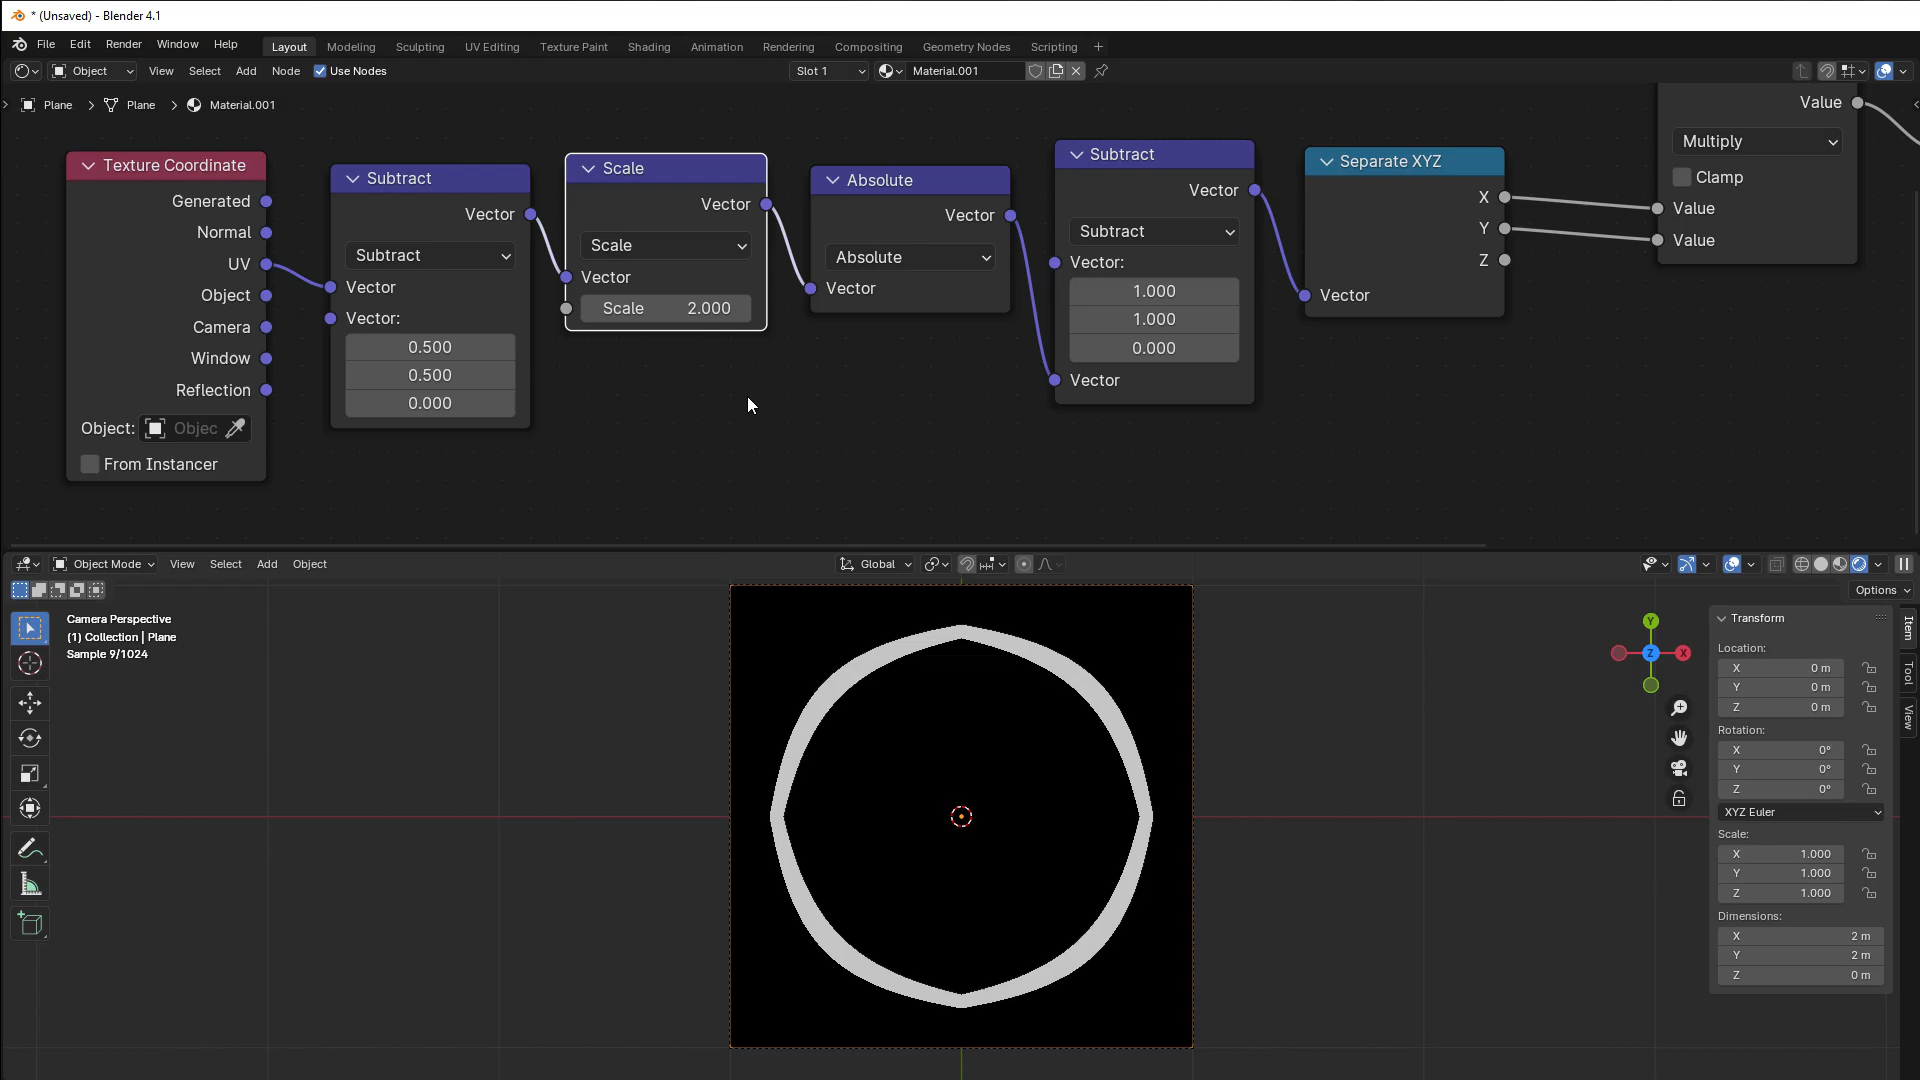 * (Unsaved) - Blender 4.1
File Edit Render Window Help Layout Modeling Sculpting UV Editing Texture Paint Shading Animation Rendering Compositing Geometry Nodes Scripting +
Object View Select Add Node Use Nodes Slot 1 Material.001
Plane > Plane > Material.001
Texture Coordinate
Generated
Normal
UV
Object
Camera
Window
Reflection
Object: Objec
From Instancer
Subtract
Vector
Subtract
Vector
Vector:
0.500
0.500
0.000
Scale
Vector
Scale
Vector
Scale 2.000
Absolute
Vector
Absolute
Vector
Subtract
Vector
Subtract
Vector:
1.000
1.000
0.000
Vector
Separate XYZ
X
Y
Z
Vector
Value
Multiply
Clamp
Value
Value
Object Mode View Select Add Object Global
Options
Camera Perspective
(1) Collection | Plane
Sample 9/1024
Y
Z X
Transform
Location:
X 0 m
Y 0 m
Z 0 m
Rotation:
X 0°
Y 0°
Z 0°
XYZ Euler
Scale:
X 1.000
Y 1.000
Z 1.000
Dimensions:
X 2 m
Y 2 m
Z 0 m
Item
Tool
View